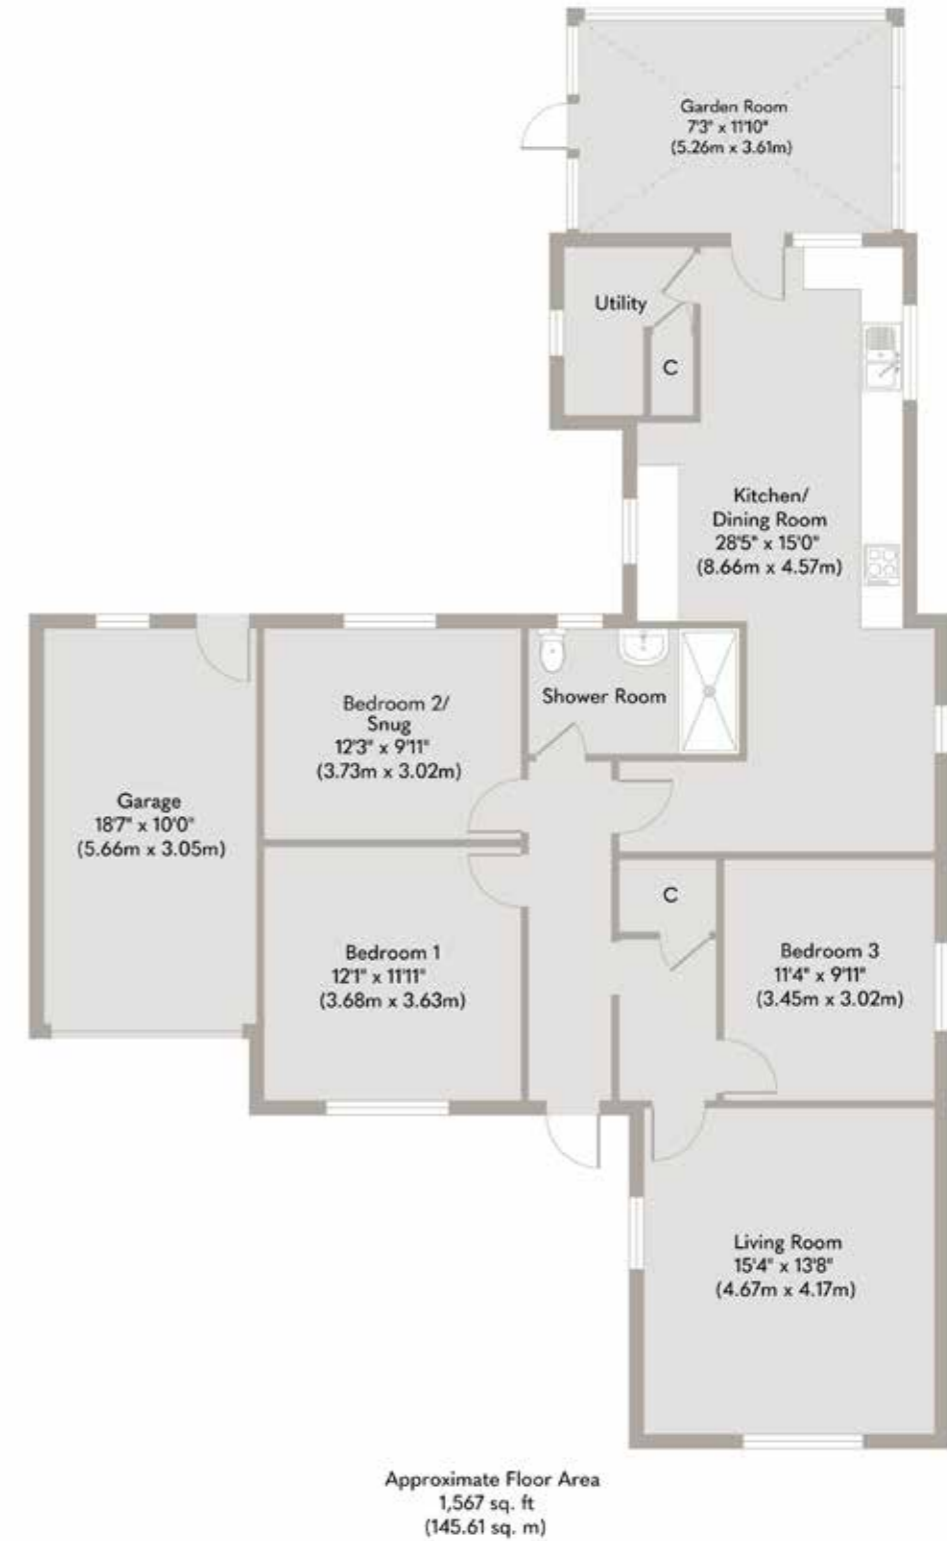 Garden Room
7'3" x 11'10"
(5.26m x 3.61m)
Utility
C
Kitchen/
Dining Room
28'5" x 15'0"
(8.66m x 4.57m)
Shower Room
Bedroom 2/
Snug
12'3" x 9'11"
(3.73m x 3.02m)
Garage
18'7" x 10'0"
(5.66m x 3.05m)
C
Bedroom 1
12'1" x 11'11"
(3.68m x 3.63m)
Bedroom 3
11'4" x 9'11"
(3.45m x 3.02m)
Living Room
15'4" x 13'8"
(4.67m x 4.17m)
Approximate Floor Area
1,567 sq. ft
(145.61 sq. m)